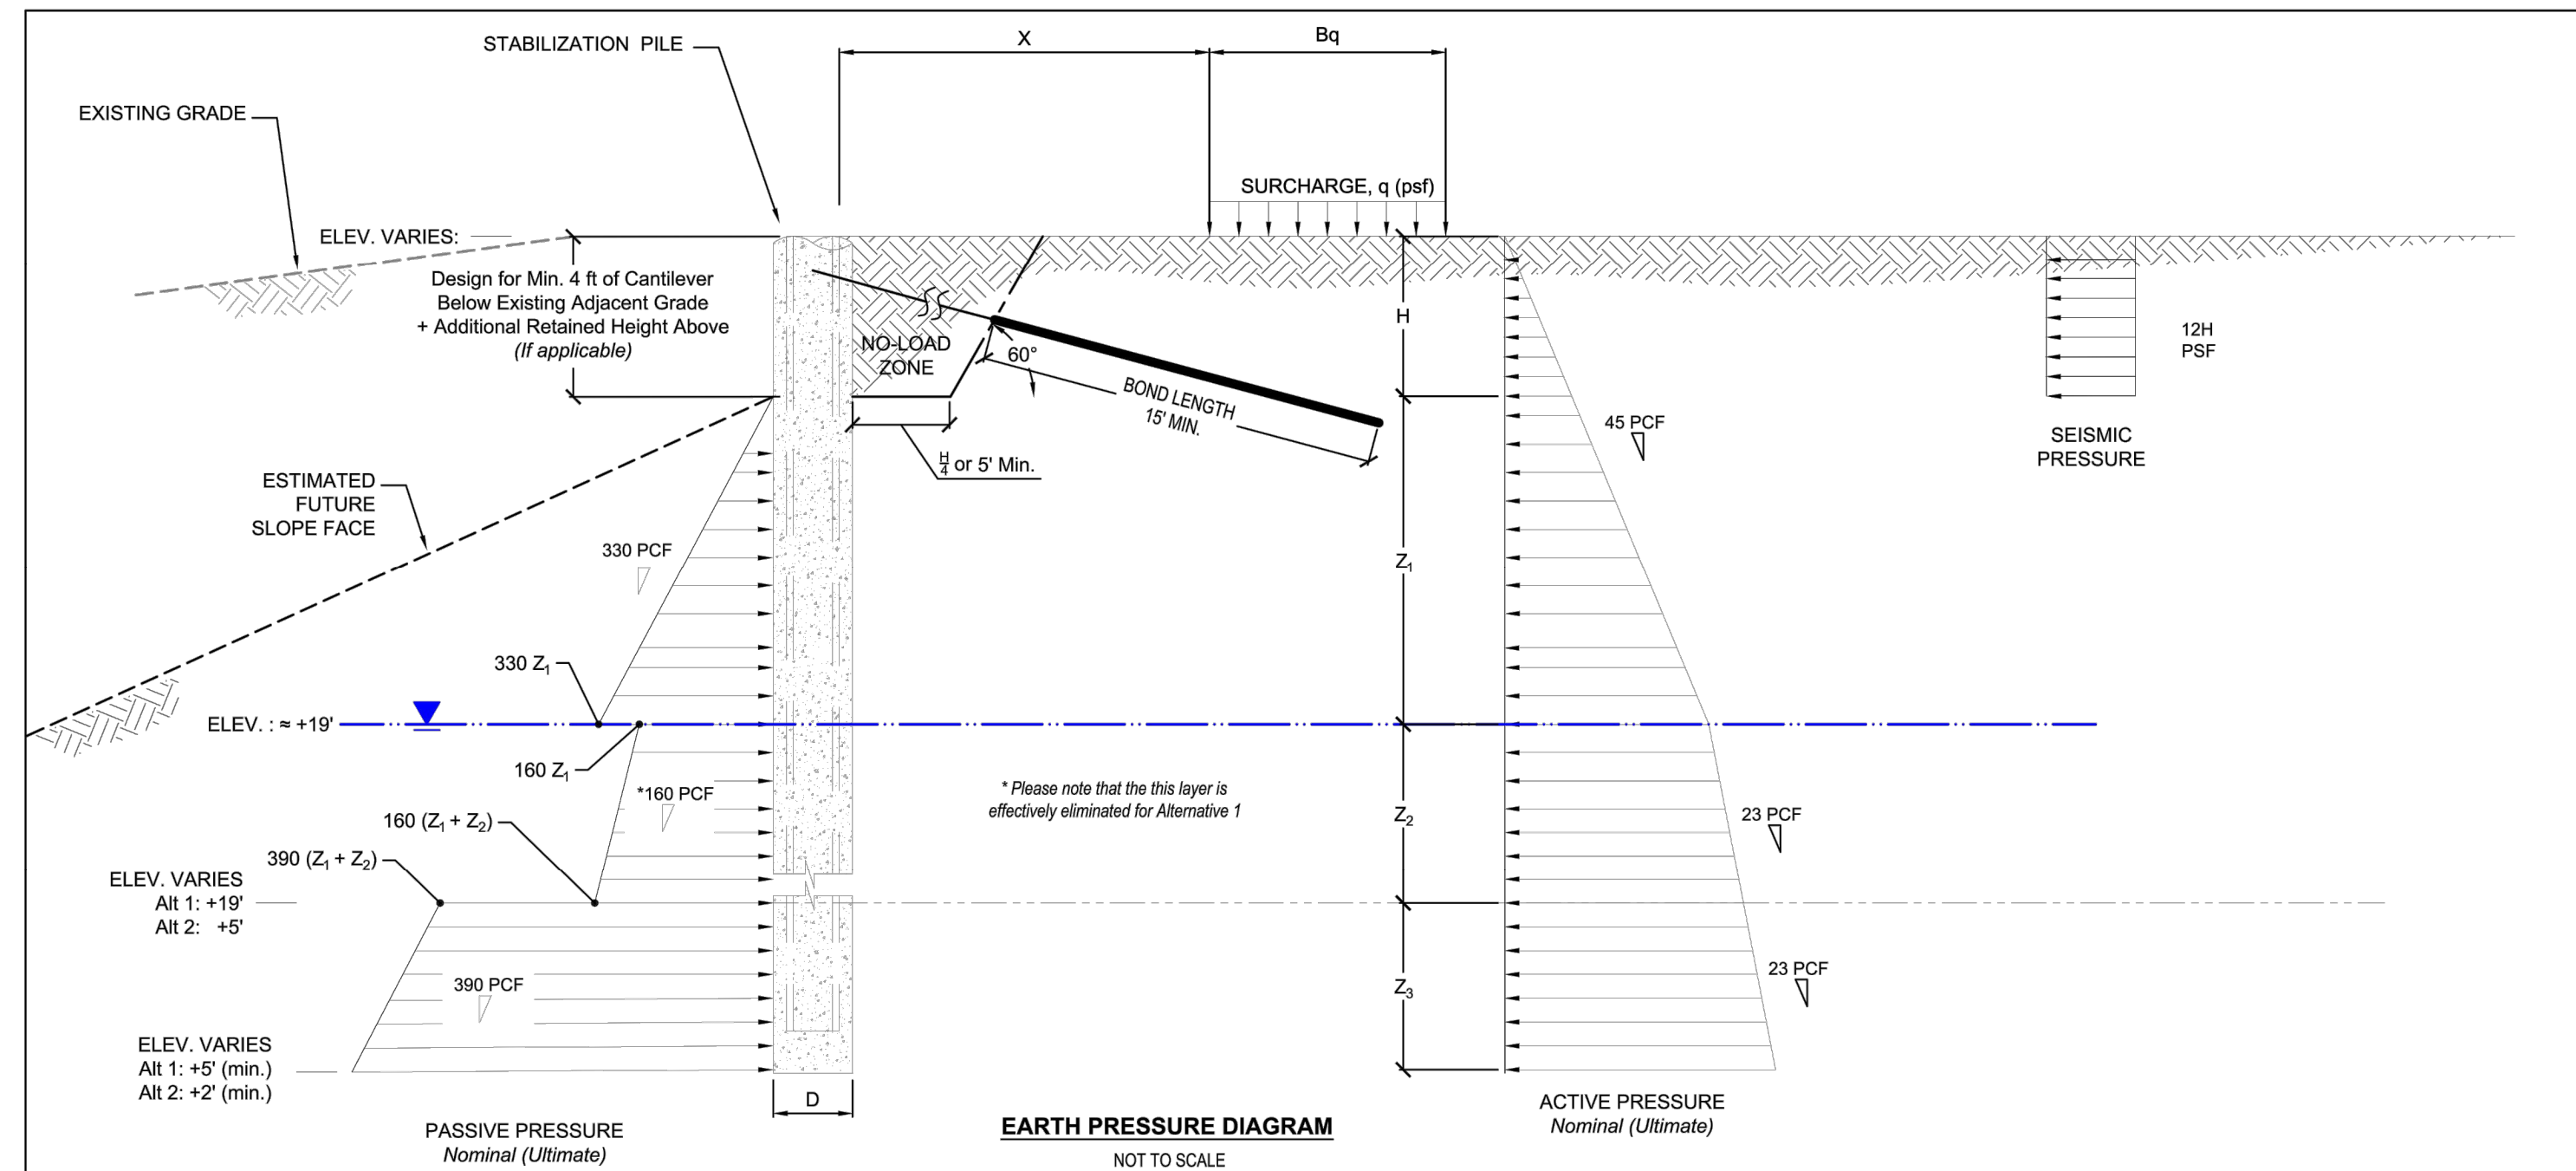 STABILIZATION PILE
X
Bq
EXISTING GRADE
SURCHARGE, q (psf)
ELEV. VARIES:
Design for Min. 4 ft of Cantilever
Below Existing Adjacent Grade
+ Additional Retained Height Above
(If applicable)
NO-LOAD
ZONE
60°
BOND LENGTH
15' MIN.
H
12H
PSF
SEISMIC
PRESSURE
45 PCF
H/4 or 5' Min.
ESTIMATED
FUTURE
SLOPE FACE
330 PCF
Z₁
330 Z₁
ELEV. : ≈ +19'
160 Z₁
*160 PCF
* Please note that the this layer is
effectively eliminated for Alternative 1
Z₂
23 PCF
160 (Z₁ + Z₂)
390 (Z₁ + Z₂)
ELEV. VARIES
Alt 1: +19'
Alt 2: +5'
390 PCF
Z₃
23 PCF
ELEV. VARIES
Alt 1: +5' (min.)
Alt 2: +2' (min.)
D
PASSIVE PRESSURE
Nominal (Ultimate)
EARTH PRESSURE DIAGRAM
NOT TO SCALE
ACTIVE PRESSURE
Nominal (Ultimate)